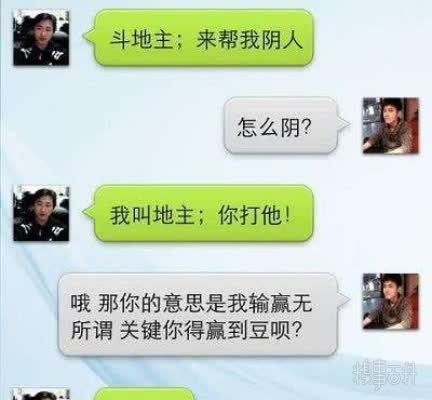 斗地主；来帮我阴人
怎么阴？
我叫地主；你打他！
哦 那你的意思是我输赢无
所谓 关键你得赢到豆呗？
糗事百科